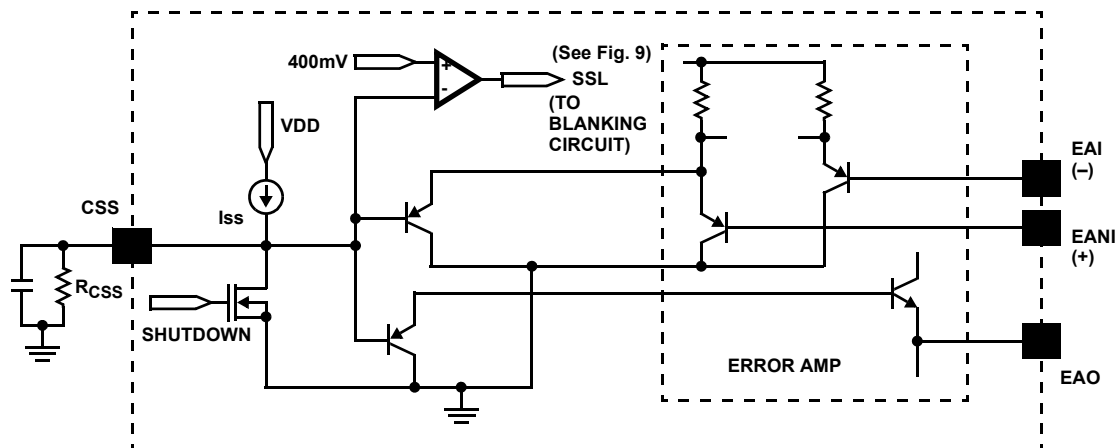 400mV
+
-
(See Fig. 9)
SSL
(TO
BLANKING
CIRCUIT)
VDD
EAI
(–)
CSS
ISS
EANI
(+)
RCSS
SHUTDOWN
ERROR AMP
EAO